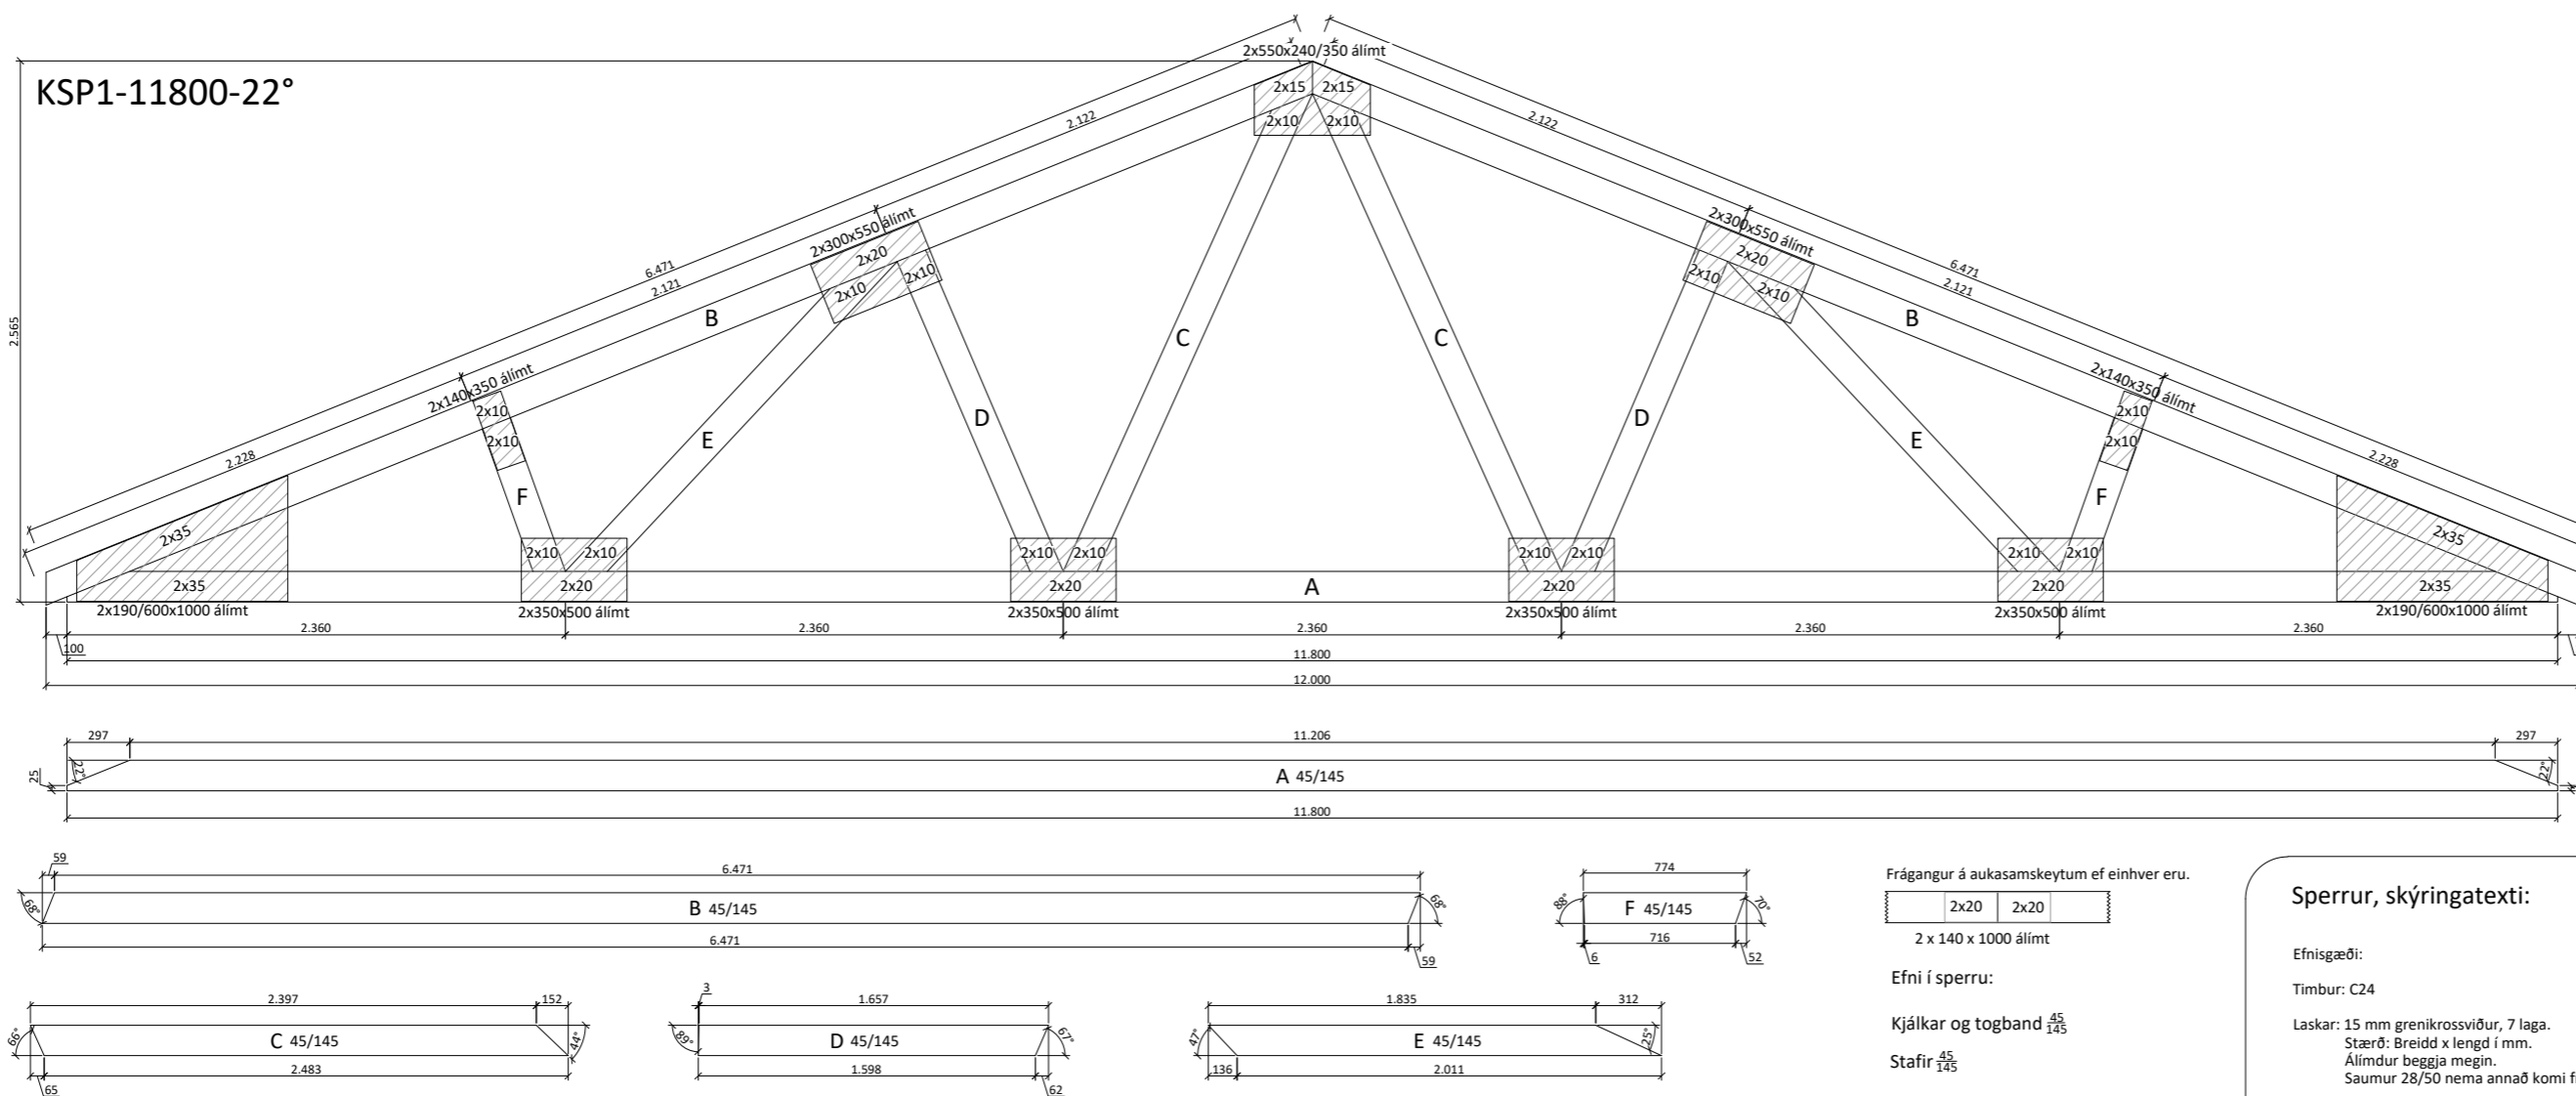 KSP1-11800-22°
2x550x240/350 álímt
2x15 2x15
2x10 2x10
2.122 2.122
6.471 6.471
2.121 2.121
2.228 2.228
2.565
2x300x550 álímt 2x300x550 álímt
2x20 2x20
2x10 2x10 2x10 2x10
2x140x350 álímt 2x140x350 álímt
2x10 2x10
2x10 2x10
B B
C C
D D
E E
F F
2x35 2x35
2x35 2x35
2x10 2x10 2x10 2x10 2x10 2x10 2x10 2x10
2x20 2x20 A 2x20 2x20
2x190/600x1000 álímt 2x350x500 álímt 2x350x500 álímt 2x350x500 álímt 2x350x500 álímt 2x190/600x1000 álímt
2.360 2.360 2.360 2.360 2.360
100
11.800
12.000
297 11.206 297
25 22° A 45/145 22°
11.800
59
6.471
68° B 45/145 68°
6.471
59
774
88° F 45/145 70°
716
6 52
2.397 152
66° C 45/145 44°
2.483
65
3
1.657
89° D 45/145 67°
1.598
62
1.835 312
47° E 45/145 25°
136 2.011
Frágangur á aukasamskeytum ef einhver eru.
2x20 2x20
2 x 140 x 1000 álímt
Efni í sperru:
Kjálkar og togband 45/145
Stafir 45/145
Sperrur, skýringatexti:
Efnisgæði:
Timbur: C24
Laskar: 15 mm grenikrossviður, 7 laga.
Stærð: Breidd x lengd í mm.
Álímdur beggja megin.
Saumur 28/50 nema annað komi